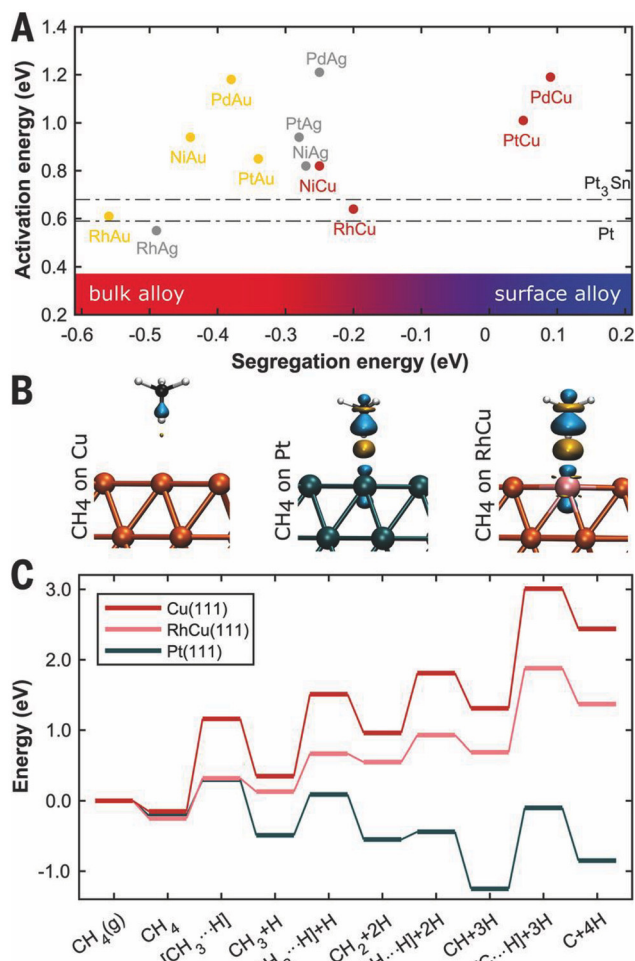 A
Activation energy (eV)
1.4
1.2
1.0
0.8
0.6
0.4
0.2
PdAg
PdAu
PdCu
PtAg
PtCu
NiAu
NiAg
PtAu
NiCu
Pt3Sn
RhAu
RhCu
Pt
RhAg
bulk alloy
surface alloy
-0.6 -0.5 -0.4 -0.3 -0.2 -0.1 0 0.1 0.2
Segregation energy (eV)
B
CH4 on Cu
CH4 on Pt
CH4 on RhCu
C
Energy (eV)
3.0
2.0
1.0
0.0
-1.0
Cu(111)
RhCu(111)
Pt(111)
CH4(g)
CH4
[CH3···H]
CH3+H
···H]+H
CH2+2H
···H]+2H
CH+3H
···H]+3H
C+4H